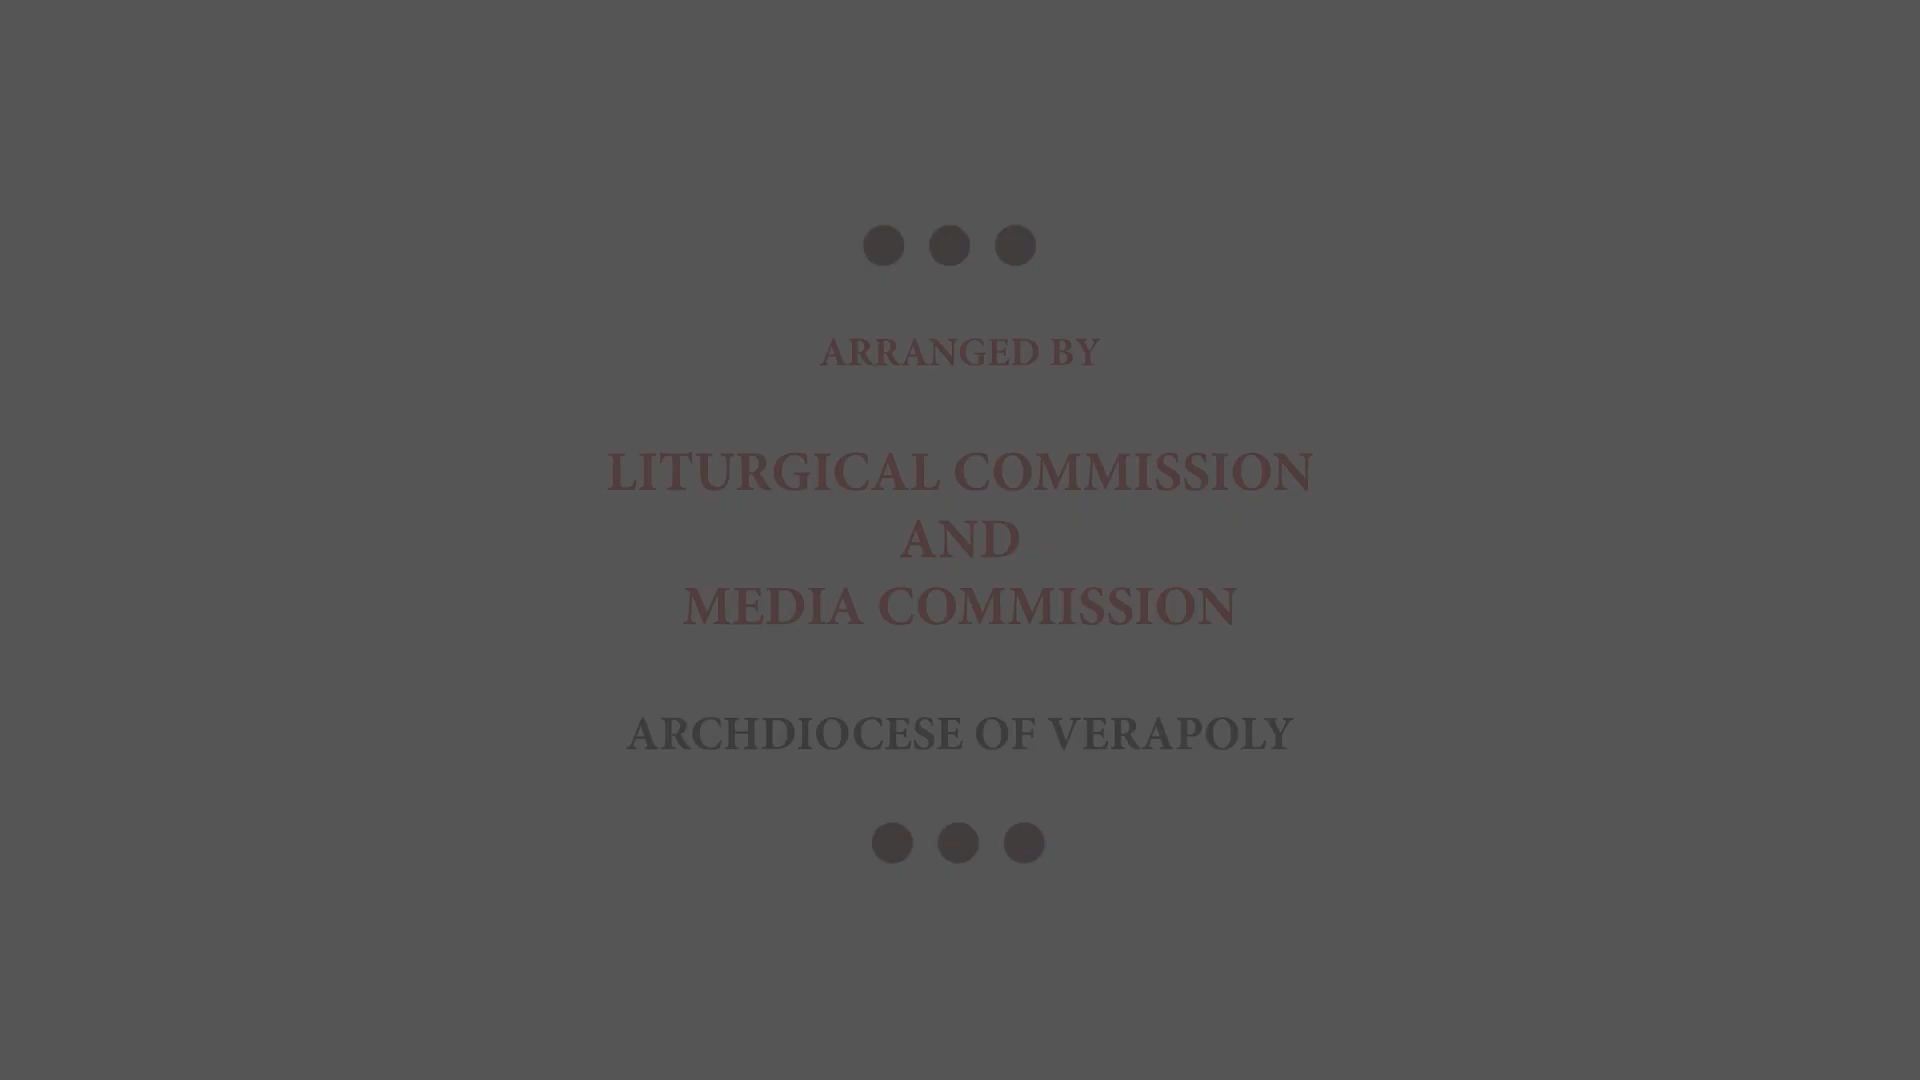 ARRANGED BY
LITURGICAL COMMISSION
AND
MEDIA COMMISSION
ARCHDIOCESE OF VERAPOLY